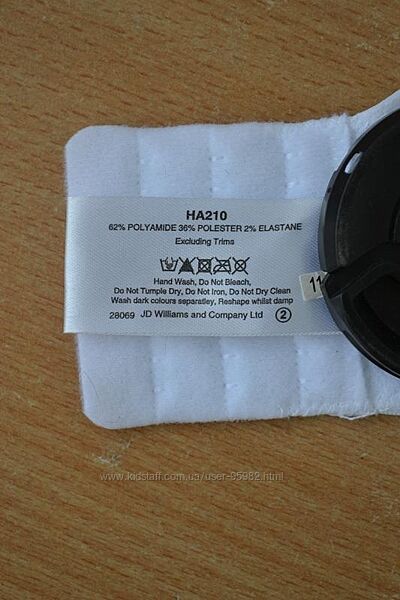 HA210
62% POLYAMIDE 36% POLESTER 2% ELASTANE
Excluding Trims
Hand Wash, Do Not Bleach,
Do Not Tumple Dry, Do Not Iron, Do Not Dry Clean
Wash dark colours separatley, Reshape whilst damp
28069 JD Williams and Company Ltd 2
11
www.kidstaff.com.ua/user-95982.html